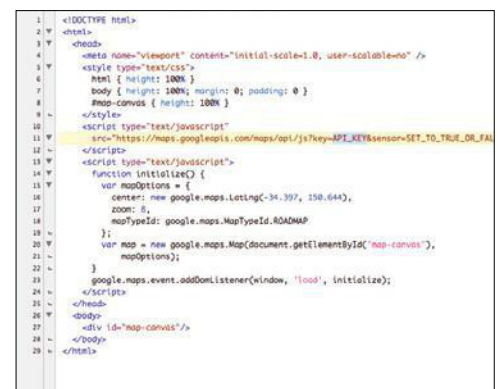 1 <!DOCTYPE html>
2 <html>
3 <head>
4 <meta name="viewport" content="initial-scale=1.0, user-scalable=no" />
5 <style type="text/css">
6 html { height: 100% }
7 body { height: 100%; margin: 0; padding: 0 }
8 #map-canvas { height: 100% }
9 </style>
10 <script type="text/javascript"
11 src="https://maps.googleapis.com/maps/api/js?key=API_KEY&sensor=SET_TO_TRUE_OR_FAL
12 </script>
13 <script type="text/javascript">
14 function initialize() {
15 var mapOptions = {
16 center: new google.maps.LatLng(-34.397, 150.644),
17 zoom: 8,
18 mapTypeId: google.maps.MapTypeId.ROADMAP
19 };
20 var map = new google.maps.Map(document.getElementById("map-canvas"),
21 mapOptions);
22 }
23 google.maps.event.addDomListener(window, 'load', initialize);
24 </script>
25 </head>
26 <body>
27 <div id="map-canvas"/>
28 </body>
29 </html>